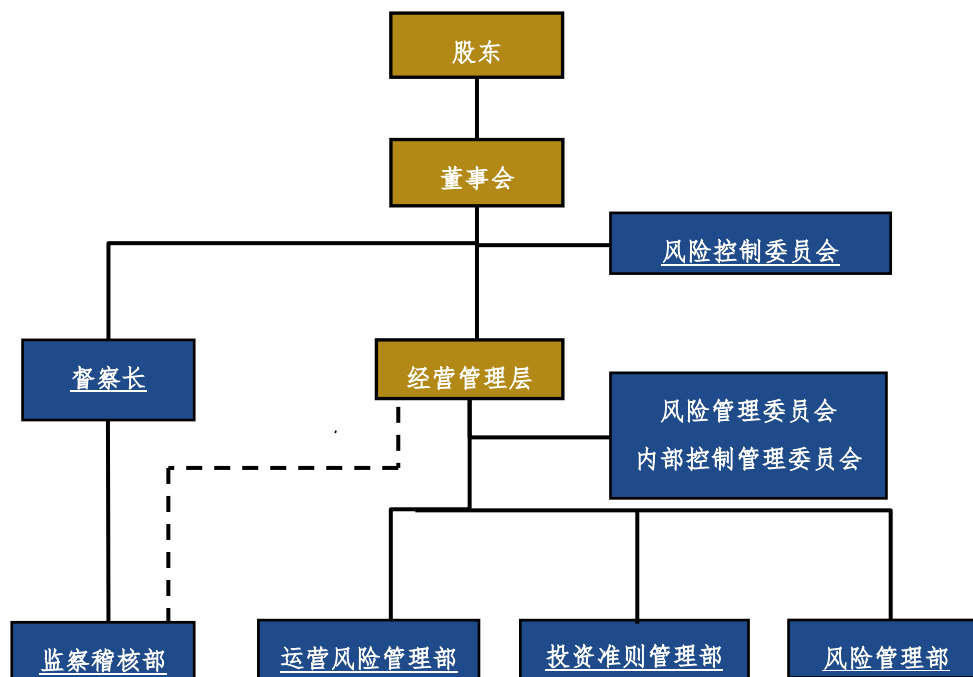 股东
董事会
风险控制委员会
督察长
经营管理层
风险管理委员会
内部控制管理委员会
监察稽核部
运营风险管理部
投资准则管理部
风险管理部